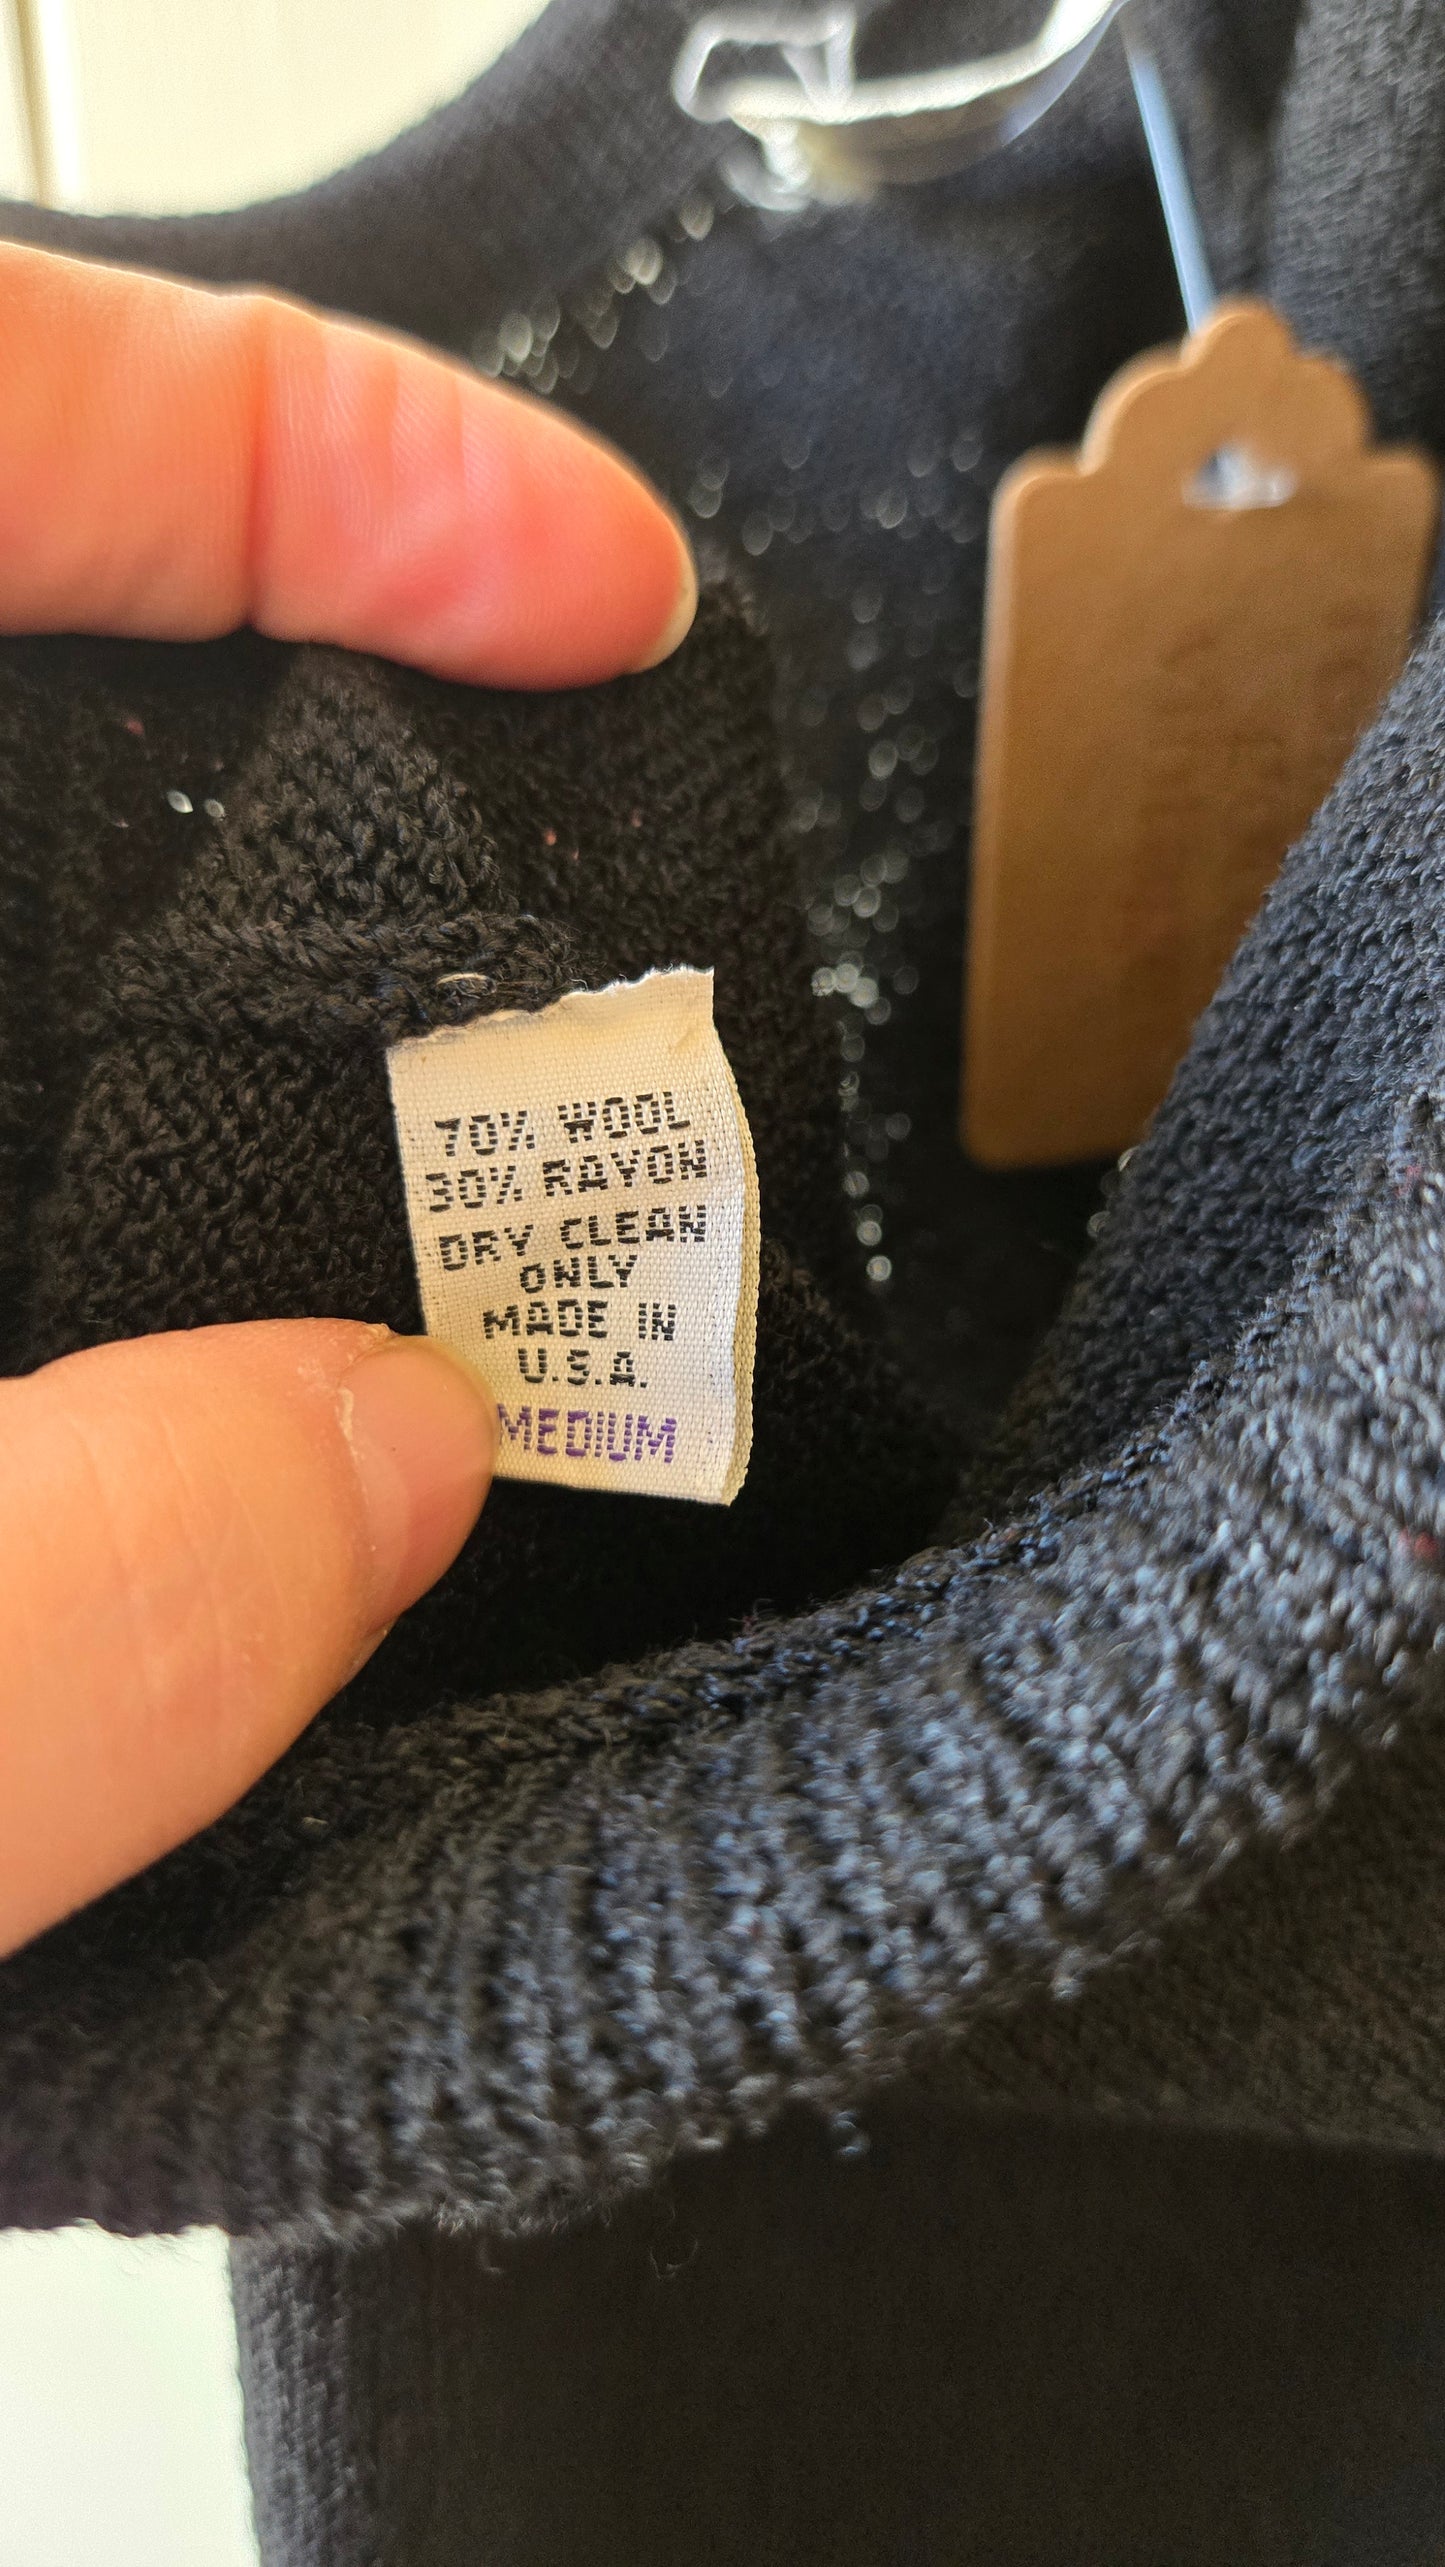 70% WOOL
30% RAYON
DRY CLEAN
ONLY
MADE IN
U.S.A.
MEDIUM